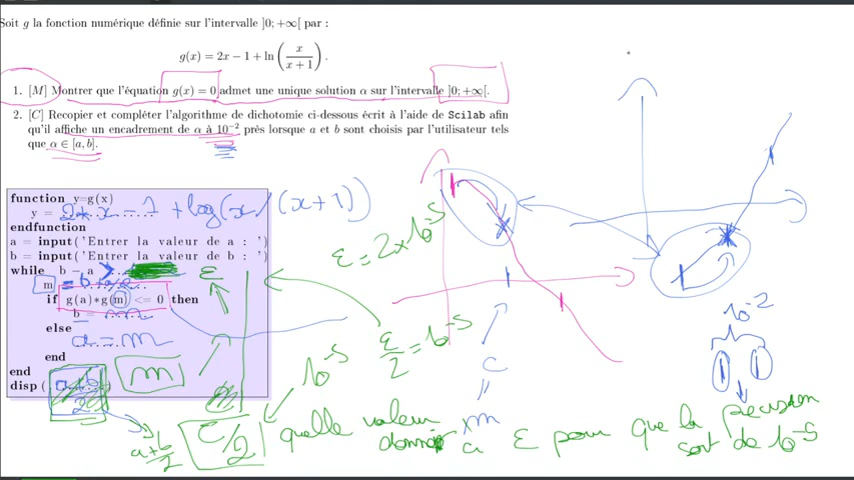 Soit g la fonction numérique définie sur l'intervalle ]0; +∞[ par :
g(x) = 2x − 1 + ln(x/(x+1)).
1. [M] Montrer que l'équation g(x) = 0 admet une unique solution α sur l'intervalle ]0; +∞[.
2. [C] Recopier et compléter l'algorithme de dichotomie ci-dessous écrit à l'aide de Scilab afin
qu'il affiche un encadrement de α à 10⁻² près lorsque a et b sont choisis par l'utilisateur tels
que α ∈ [a, b].
function y=g(x)
y = 2*x − 1 + log(x/(x+1))
endfunction
a = input('Entrer la valeur de a : ')
b = input('Entrer la valeur de b : ')
while b - a > ε
m =
if g(a)*g(m) <= 0 then
b = m
else
a = m
end
end
disp ( a+b/2 )
m
a+b/2
C/2
ε = 2×10⁻⁵
ε/2 = 10⁻⁵
10⁻⁵
c
=
m
10⁻²
quelle valeur donner à ε pour que la précision
soit de 10⁻⁵